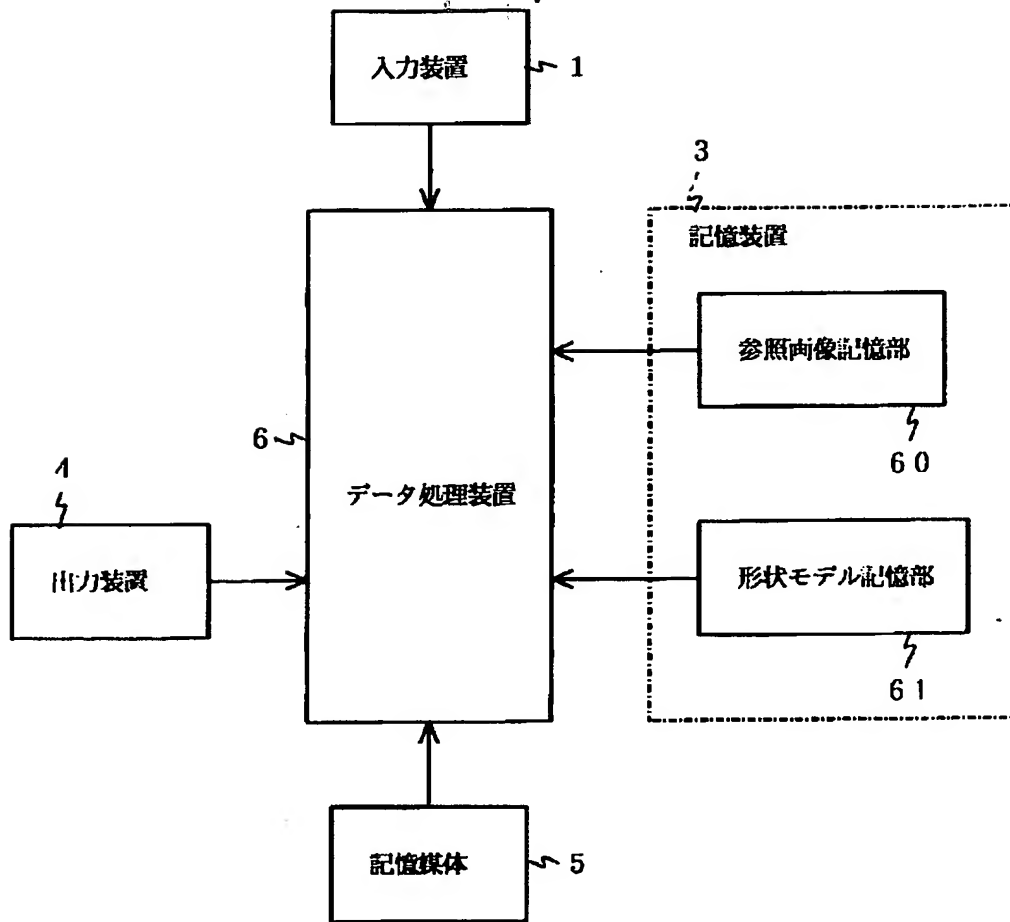 入力装置
1
3
記憶装置
参照画像記憶部
60
6
データ処理装置
4
出力装置
形状モデル記憶部
61
記憶媒体
5